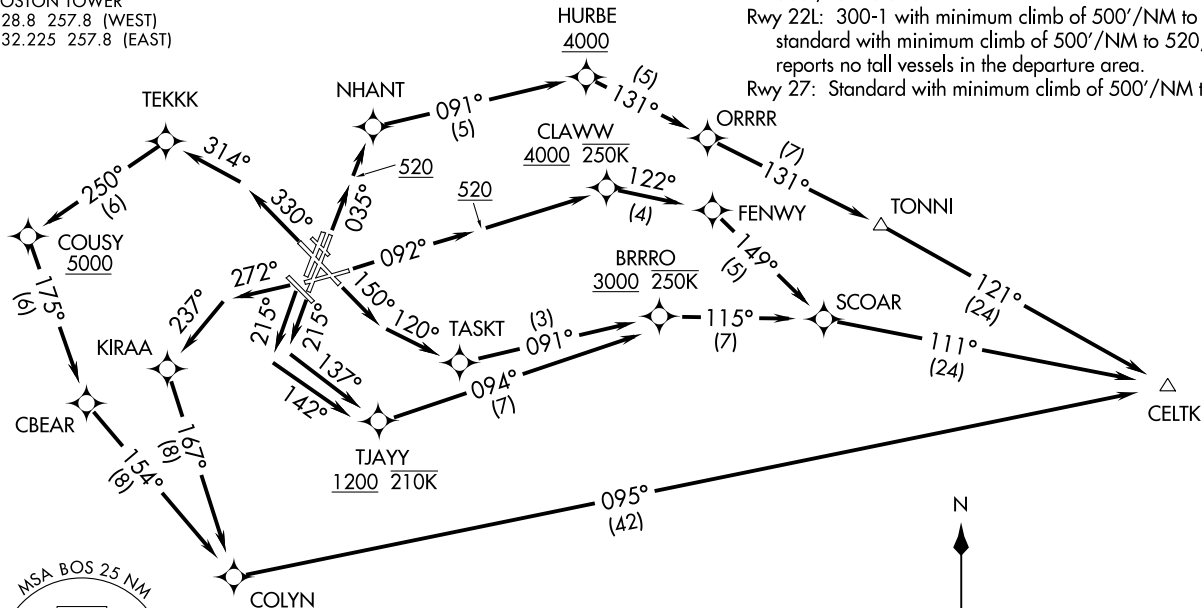 OSTON TOWER
28.8 257.8 (WEST)
32.225 257.8 (EAST)
Rwy 22L: 300-1 with minimum climb of 500'/NM to
standard with minimum climb of 500'/NM to 520,
reports no tall vessels in the departure area.
Rwy 27: Standard with minimum climb of 500'/NM t
HURBE
4000
TEKKK
NHANT
091°
(5)
(5)
131°
ORRRR
CLAWW
4000 250K
(7)
131°
314°
520
520
122°
(4)
250°
(6)
330°
035°
FENWY
TONNI
COUSY
5000
092°
BRRRO
3000 250K
149°
(5)
272°
150°
121°
(24)
175°
(6)
237°
215°
215°
120°
TASKT
(3)
091°
115°
(7)
SCOAR
111°
(24)
KIRAA
137°
142°
094°
(7)
CELTK
CBEAR
167°
(8)
154°
(8)
TJAYY
1200 210K
095°
(42)
N
MSA BOS 25 NM
COLYN